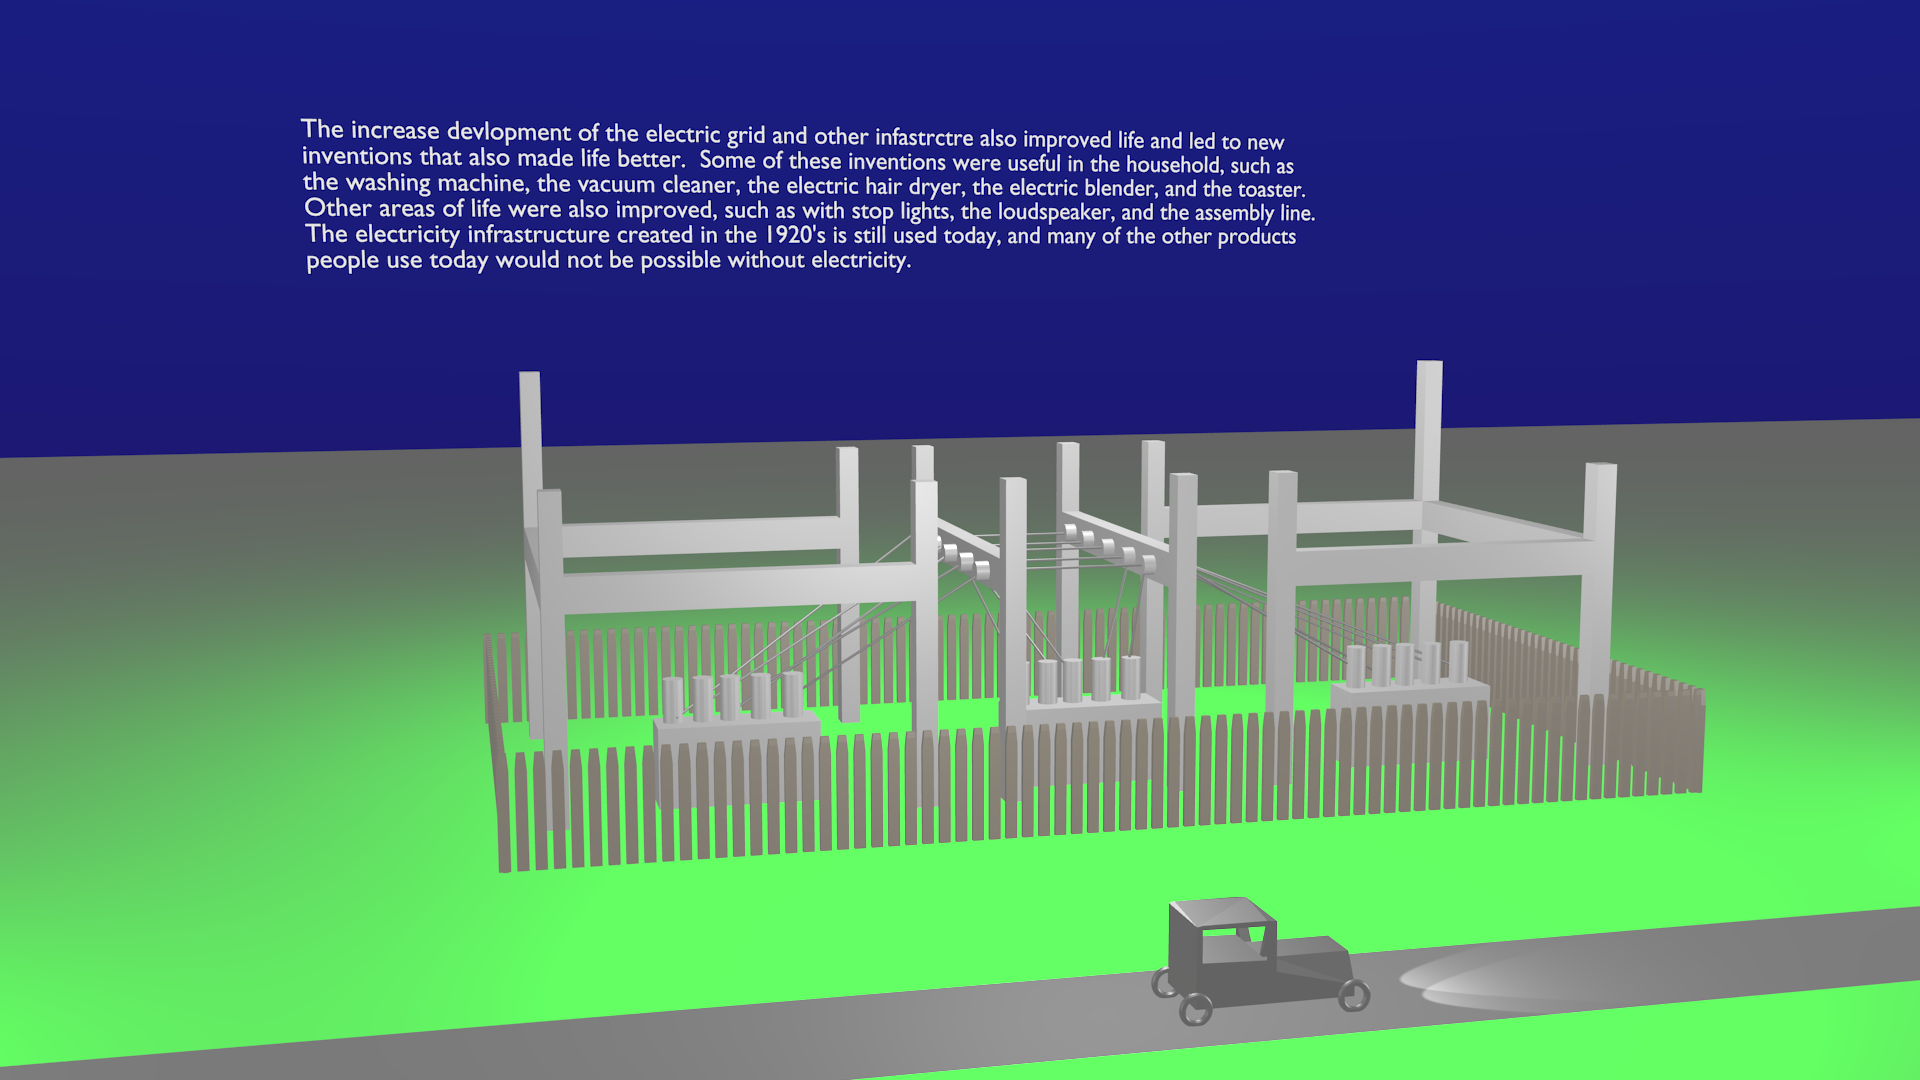 The increase devlopment of the electric grid and other infastrctre also improved life and led to new
inventions that also made life better.  Some of these inventions were useful in the household, such as
the washing machine, the vacuum cleaner, the electric hair dryer, the electric blender, and the toaster.
Other areas of life were also improved, such as with stop lights, the loudspeaker, and the assembly line.
The electricity infrastructure created in the 1920's is still used today, and many of the other products
people use today would not be possible without electricity.